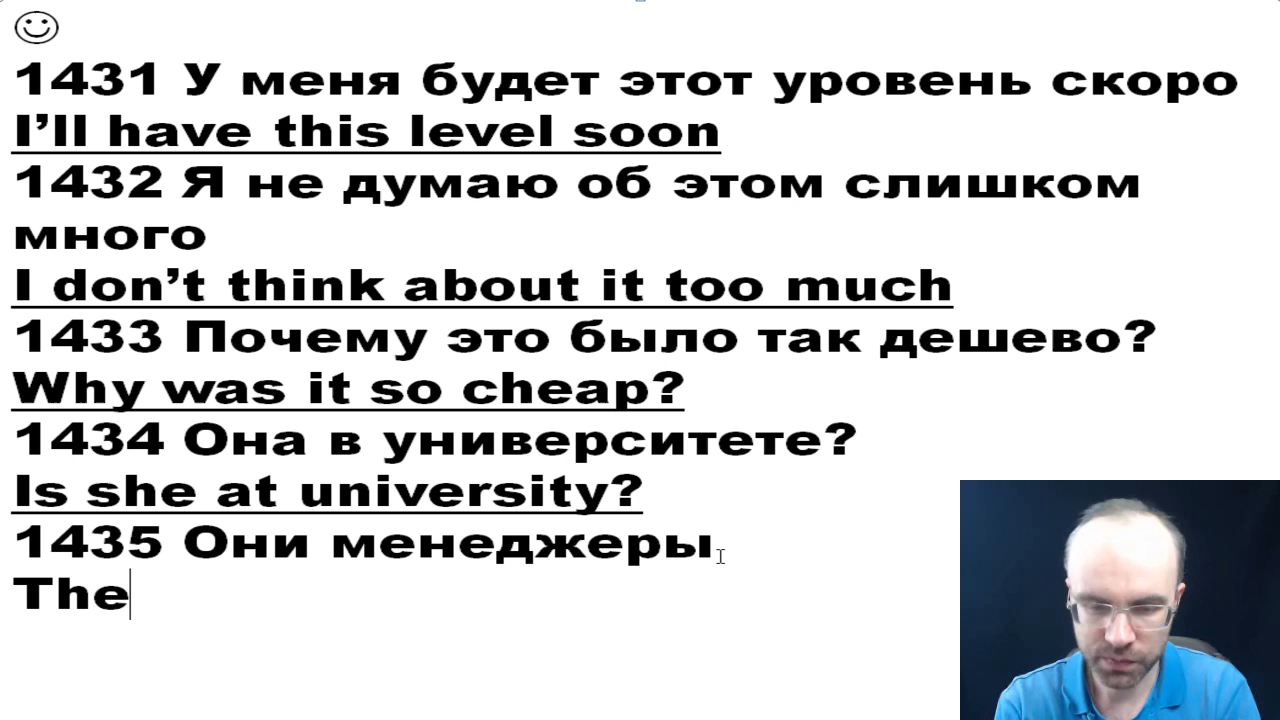 1431 У меня будет этот уровень скоро
I’ll have this level soon
1432 Я не думаю об этом слишком
много
I don’t think about it too much
1433 Почему это было так дешево?
Why was it so cheap?
1434 Она в университете?
Is she at university?
1435 Они менеджеры
The